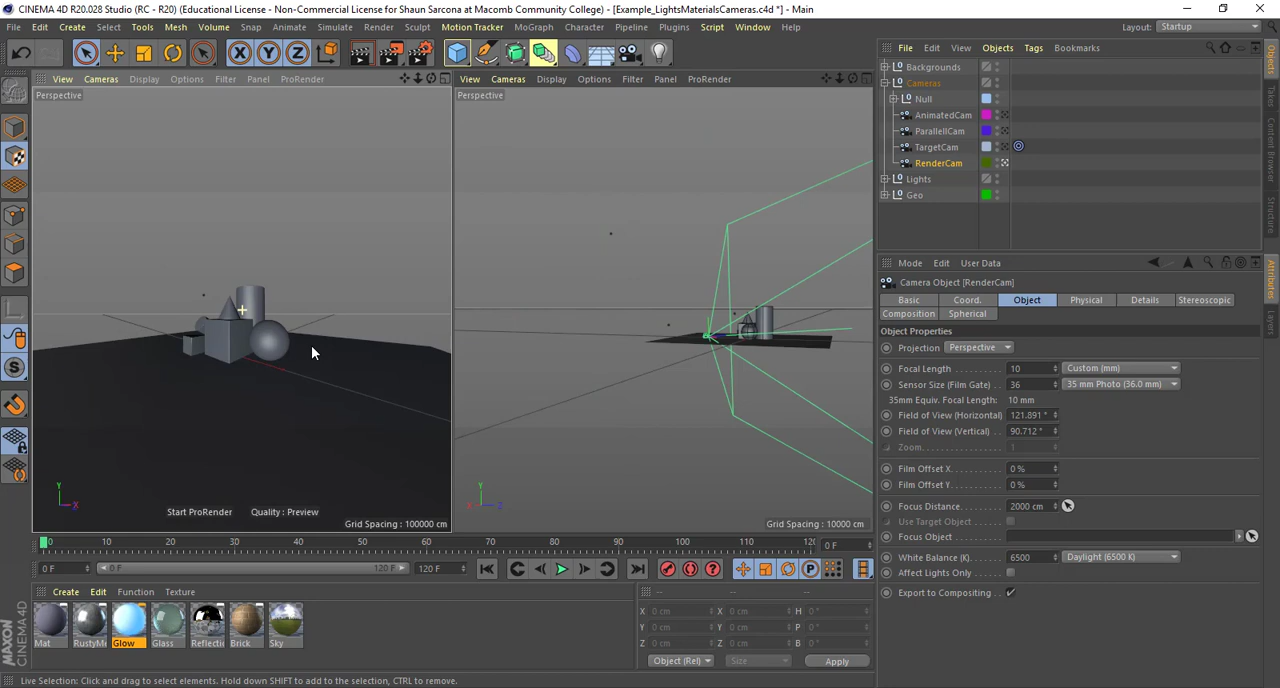 CINEMA 4D R20.028 Studio (RC - R20) (Educational License - Non-Commercial License for Shaun Sarcona at Macomb Community College) - [Example_LightsMaterialsCameras.c4d *] - Main
File Edit Create Select Tools Mesh Volume Snap Animate Simulate Render Motion Tracker MoGraph Character Pipeline Plugins Script Window Help
Layout: Startup
X Y Z
View Cameras Display Options Filter Panel ProRender
Perspective
Start ProRender Quality : Preview
Grid Spacing : 100000 cm
View Cameras Display Options Filter Panel ProRender
Perspective
Grid Spacing : 10000 cm
File Edit View Objects Tags Bookmarks
Backgrounds
Cameras
Null
AnimatedCam
ParallellCam
TargetCam
RenderCam
Lights
Geo
Objects
Takes
Content Browser
Structure
Mode Edit User Data
Camera Object [RenderCam]
Basic Coord. Object Physical Details Stereoscopic
Composition Spherical
Object Properties
Projection Perspective
Focal Length 10 Custom (mm)
Sensor Size (Film Gate) 36 35 mm Photo (36.0 mm)
35mm Equiv. Focal Length: 10 mm
Field of View (Horizontal) 121.891 °
Field of View (Vertical) 90.712 °
Zoom 1
Film Offset X 0 %
Film Offset Y 0 %
Focus Distance 2000 cm
Use Target Object
Focus Object
White Balance (K) 6500 Daylight (6500 K)
Affect Lights Only
Export to Compositing
Attributes
Layers
0 10 20 30 40 50 60 70 80 90 100 110 0 F
0 F 0 F 120 F 120 F
Create Edit Function Texture
Mat Glow Glass Brick Sky
X 0 cm X 0 cm H 0 °
Y 0 cm Y 0 cm P 0 °
Z 0 cm Z 0 cm B 0 °
Object (Rel) Size Apply
MAXON CINEMA4D
Live Selection: Click and drag to select elements. Hold down SHIFT to add to the selection, CTRL to remove.